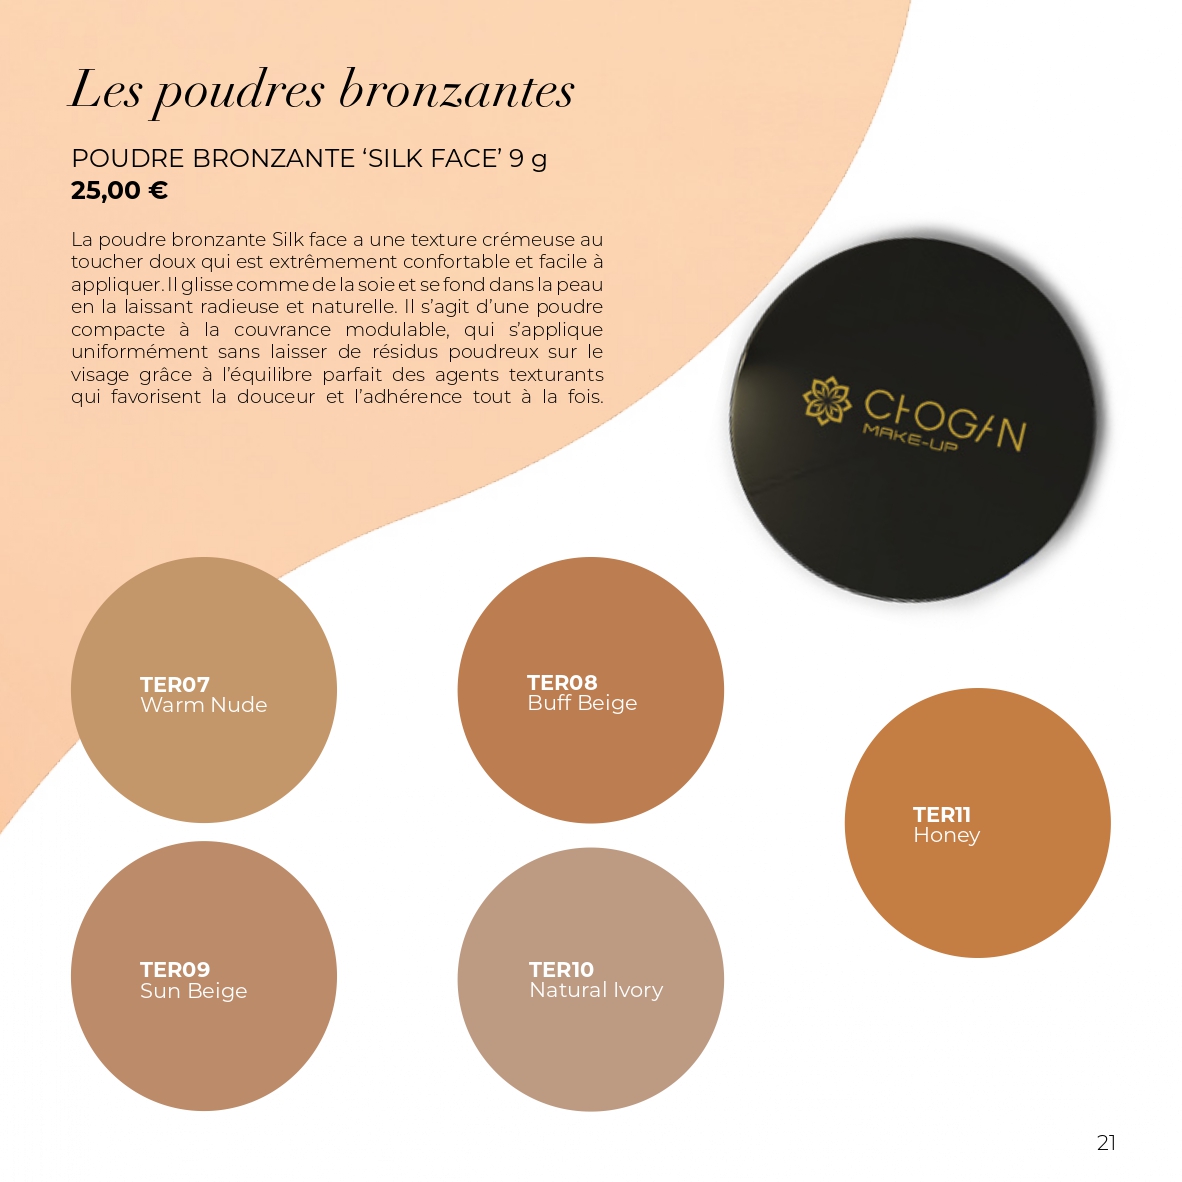 Les poudres bronzantes
POUDRE BRONZANTE ‘SILK FACE’ 9 g
25,00 €
La poudre bronzante Silk face a une texture crémeuse au
toucher doux qui est extrêmement confortable et facile à
appliquer. Il glisse comme de la soie et se fond dans la peau
en la laissant radieuse et naturelle. Il s’agit d’une poudre
compacte à la couvrance modulable, qui s’applique
uniformément sans laisser de résidus poudreux sur le
visage grâce à l’équilibre parfait des agents texturants
qui favorisent la douceur et l’adhérence tout à la fois.
CHOGAN
MAKE-UP
TER07
Warm Nude
TER08
Buff Beige
TER11
Honey
TER09
Sun Beige
TER10
Natural Ivory
21